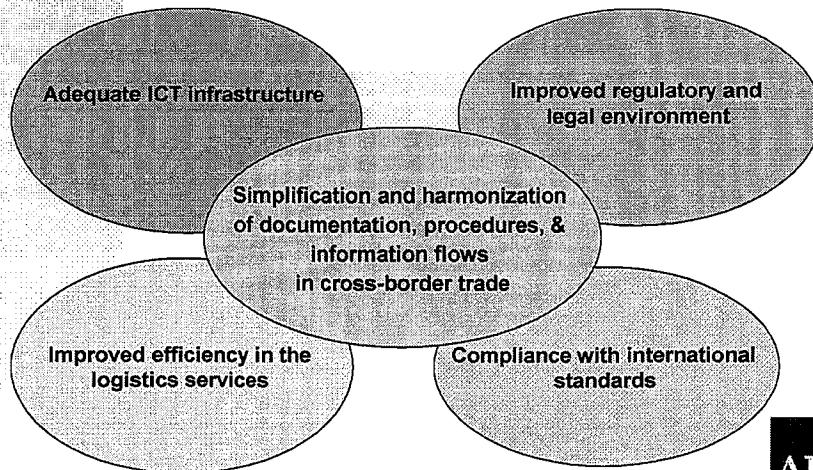 Adequate ICT infrastructure
Improved regulatory and
legal environment
Simplification and harmonization
of documentation, procedures, &
information flows
in cross-border trade
Improved efficiency in the
logistics services
Compliance with international
standards